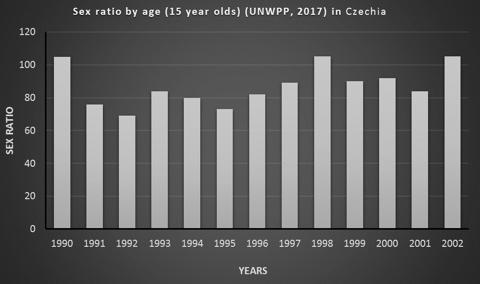 Sex ratio by age (15 year olds) (UNWPP, 2017) in Czechia
120
100
80
60
40
20
0
SEX RATIO
1990 1991 1992 1993 1994 1995 1996 1997 1998 1999 2000 2001 2002
YEARS